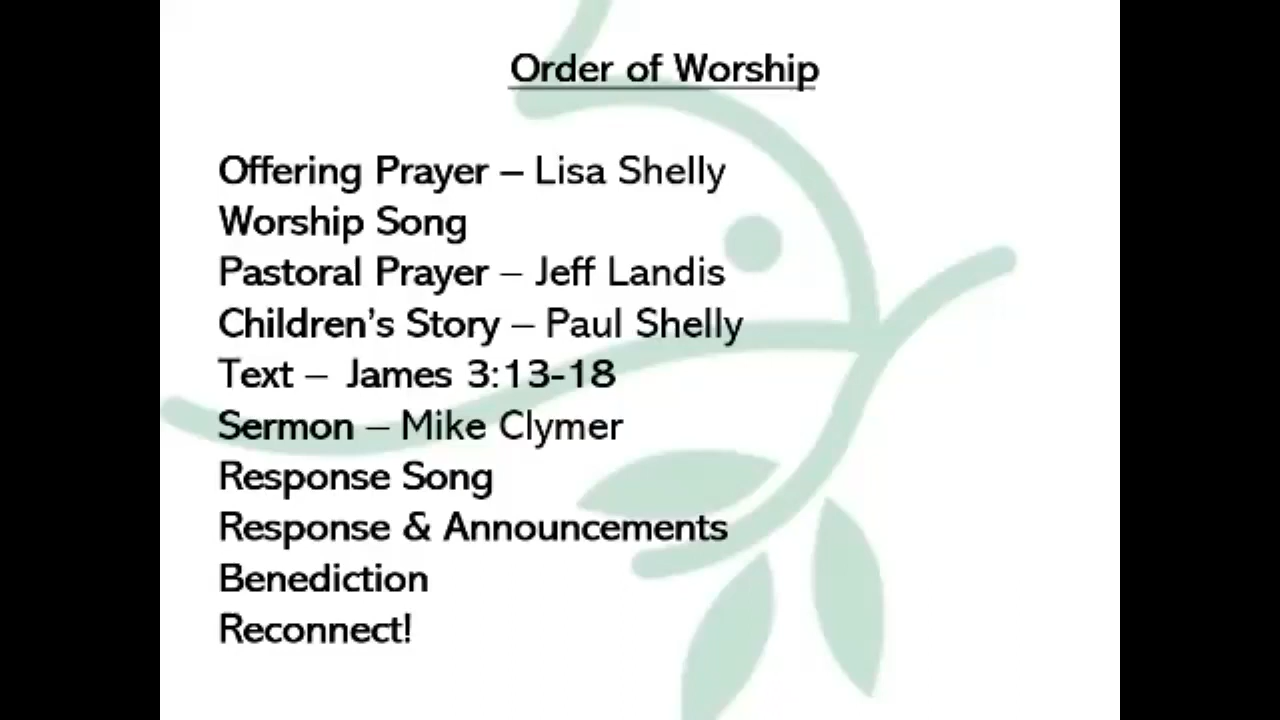 Order of Worship
Offering Prayer – Lisa Shelly
Worship Song
Pastoral Prayer – Jeff Landis
Children's Story – Paul Shelly
Text – James 3:13-18
Sermon – Mike Clymer
Response Song
Response & Announcements
Benediction
Reconnect!